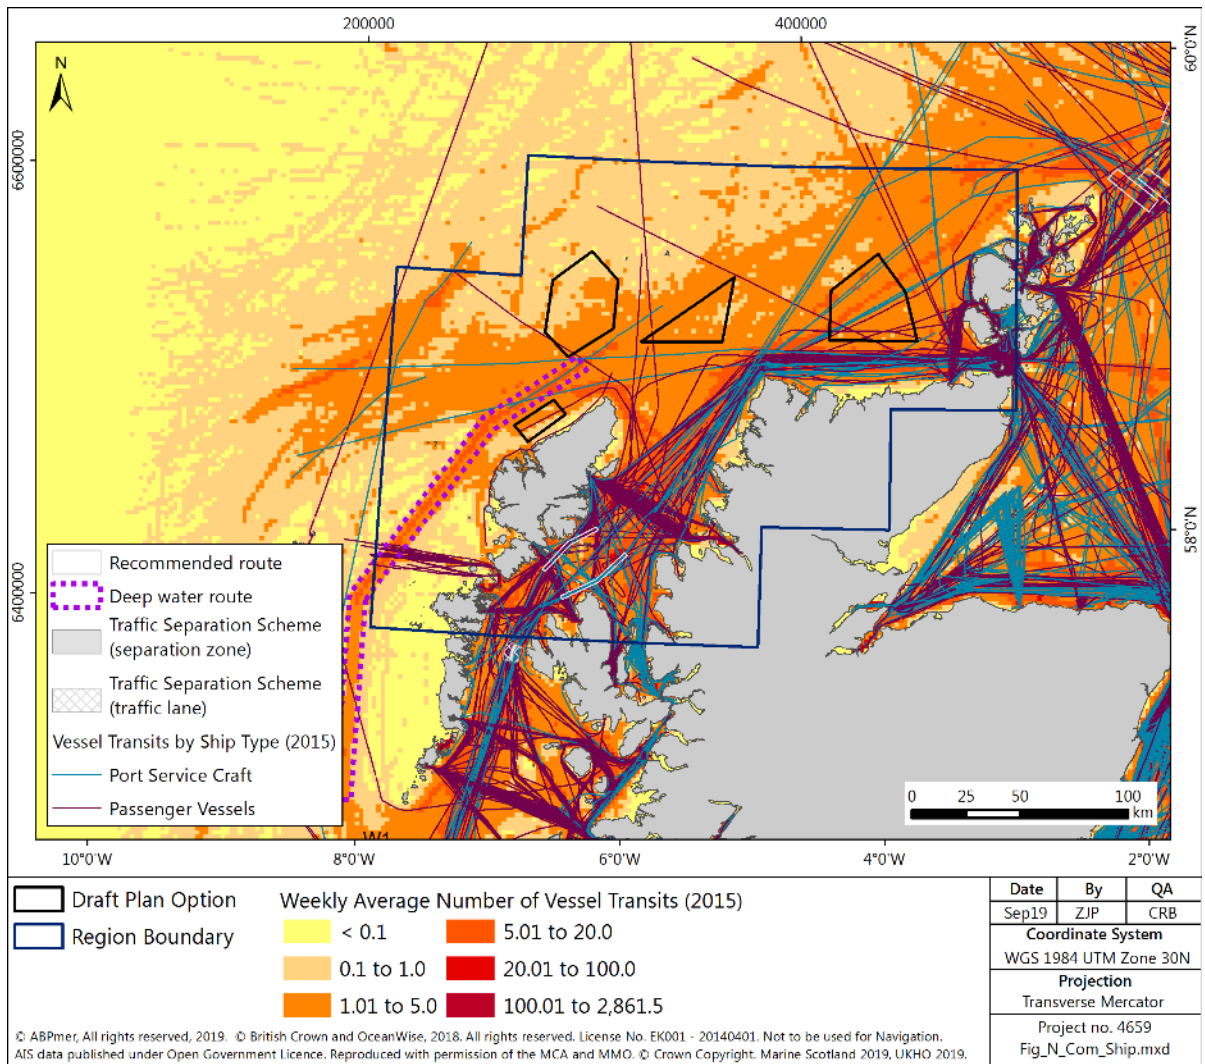 200000
400000
N
60°0'N
6600000
58°0'N
6400000
Recommended route
Deep water route
Traffic Separation Scheme
(separation zone)
Traffic Separation Scheme
(traffic lane)
Vessel Transits by Ship Type (2015)
Port Service Craft
Passenger Vessels
0 25 50 100
km
W1
10°0'W
8°0'W
6°0'W
4°0'W
2°0'W
Draft Plan Option
Region Boundary
Weekly Average Number of Vessel Transits (2015)
< 0.1
5.01 to 20.0
0.1 to 1.0
20.01 to 100.0
1.01 to 5.0
100.01 to 2,861.5
Date By QA
Sep19 ZJP CRB
Coordinate System
WGS 1984 UTM Zone 30N
Projection
Transverse Mercator
Project no. 4659
Fig_N_Com_Ship.mxd
© ABPmer, All rights reserved, 2019. © British Crown and OceanWise, 2018. All rights reserved. License No. EK001 - 20140401. Not to be used for Navigation.
AIS data published under Open Government Licence. Reproduced with permission of the MCA and MMO. © Crown Copyright. Marine Scotland 2019, UKHO 2019.